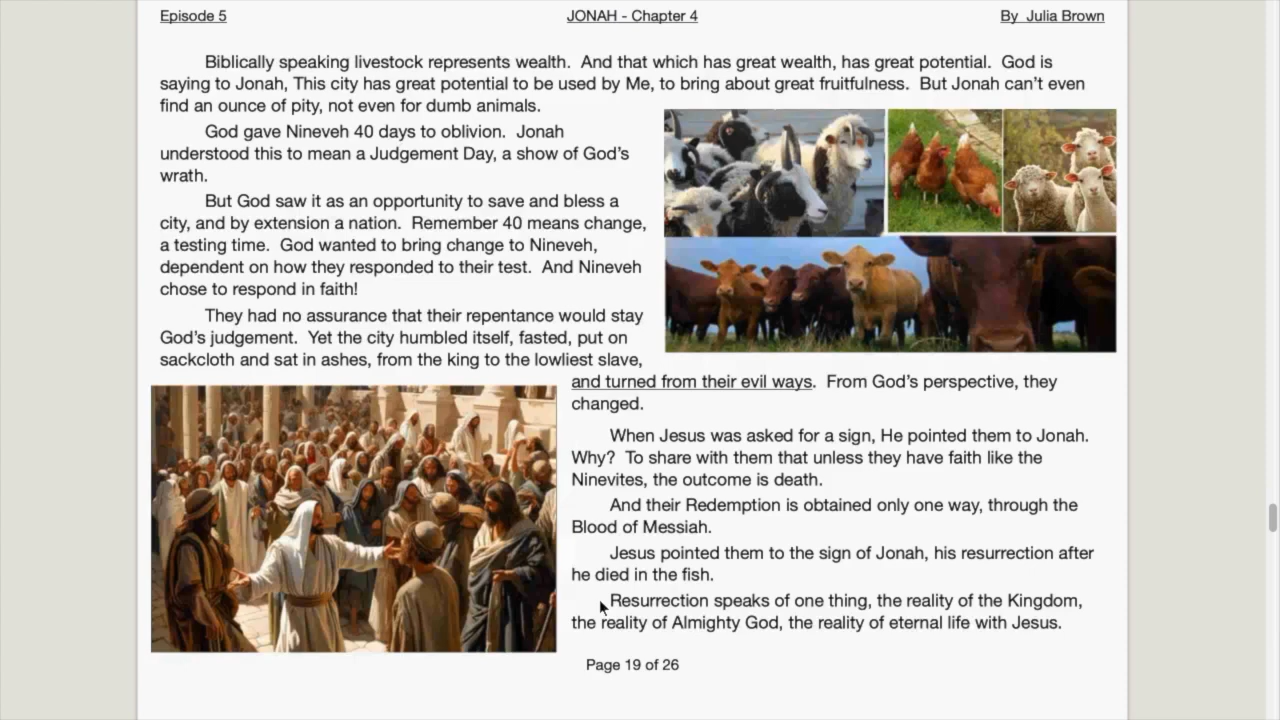 Episode 5 JONAH - Chapter 4 By Julia Brown
Biblically speaking livestock represents wealth. And that which has great wealth, has great potential. God is
saying to Jonah, This city has great potential to be used by Me, to bring about great fruitfulness. But Jonah can't even
find an ounce of pity, not even for dumb animals.
God gave Nineveh 40 days to oblivion. Jonah
understood this to mean a Judgement Day, a show of God's
wrath.
But God saw it as an opportunity to save and bless a
city, and by extension a nation. Remember 40 means change,
a testing time. God wanted to bring change to Nineveh,
dependent on how they responded to their test. And Nineveh
chose to respond in faith!
They had no assurance that their repentance would stay
God's judgement. Yet the city humbled itself, fasted, put on
sackcloth and sat in ashes, from the king to the lowliest slave,
and turned from their evil ways. From God's perspective, they
changed.
When Jesus was asked for a sign, He pointed them to Jonah.
Why? To share with them that unless they have faith like the
Ninevites, the outcome is death.
And their Redemption is obtained only one way, through the
Blood of Messiah.
Jesus pointed them to the sign of Jonah, his resurrection after
he died in the fish.
Resurrection speaks of one thing, the reality of the Kingdom,
the reality of Almighty God, the reality of eternal life with Jesus.
Page 19 of 26